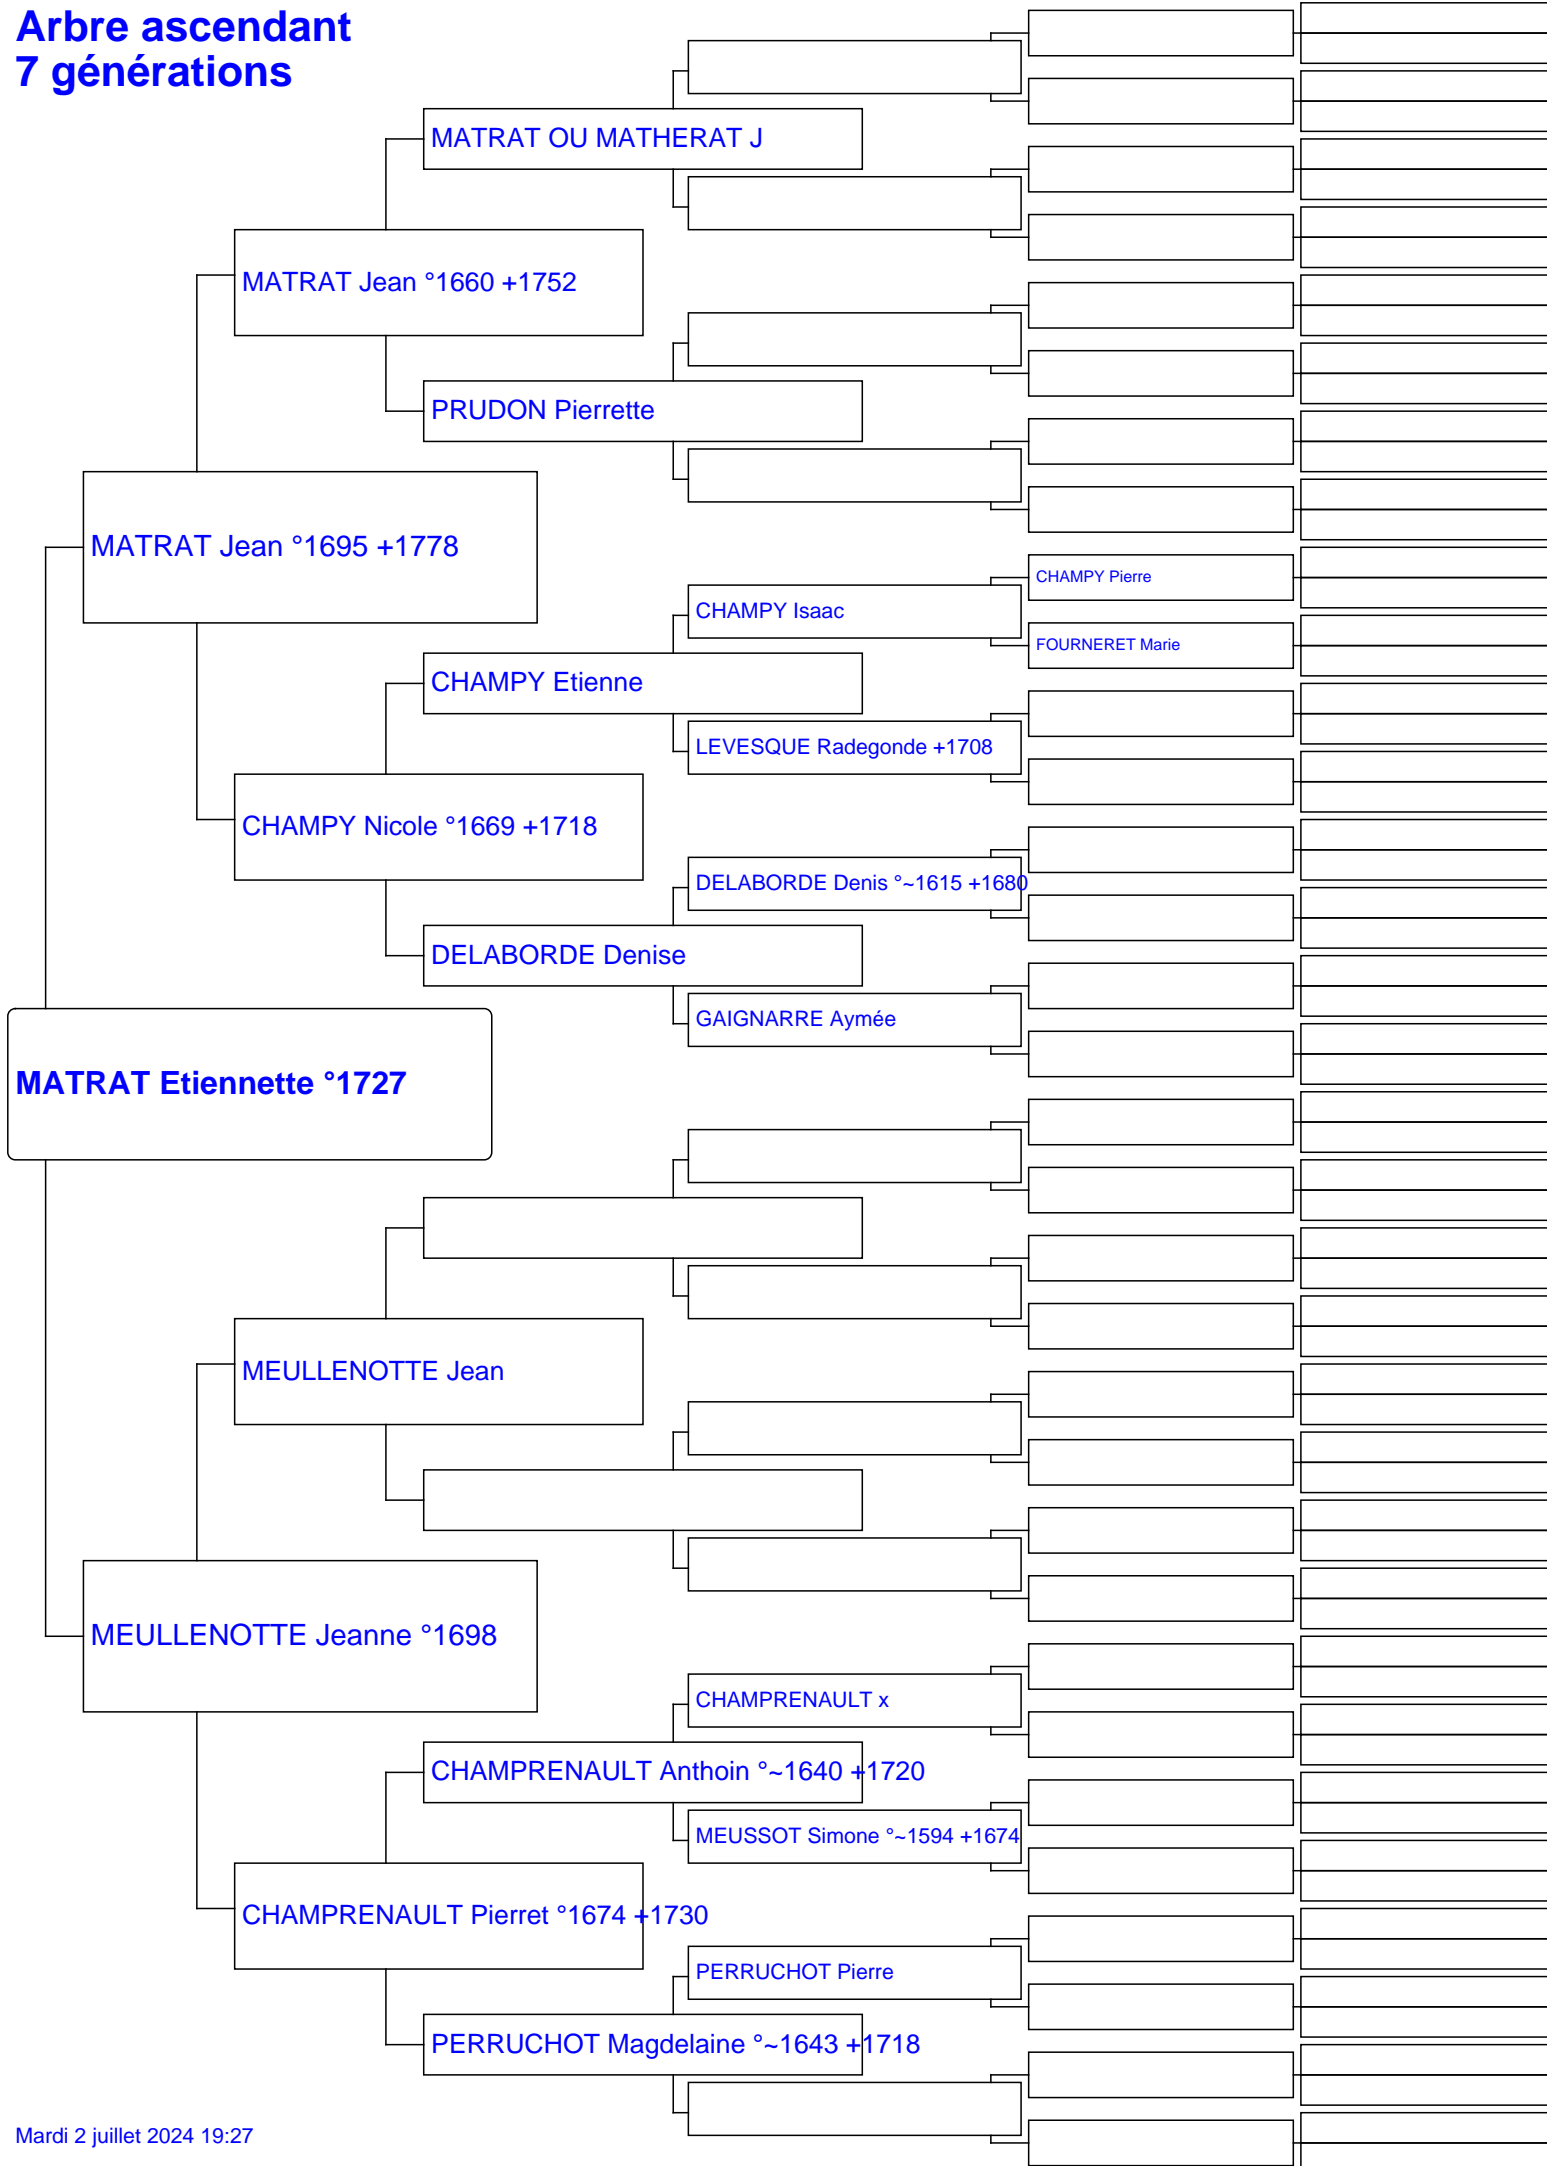 Arbre ascendant
7 générations
MATRAT OU MATHERAT J
MATRAT Jean °1660 +1752
PRUDON Pierrette
MATRAT Jean °1695 +1778
CHAMPY Pierre
CHAMPY Isaac
FOURNERET Marie
CHAMPY Etienne
LEVESQUE Radegonde +1708
CHAMPY Nicole °1669 +1718
DELABORDE Denis °~1615 +1680
DELABORDE Denise
GAIGNARRE Aymée
MATRAT Etiennette °1727
MEULLENOTTE Jean
MEULLENOTTE Jeanne °1698
CHAMPRENAULT x
CHAMPRENAULT Anthoin °~1640 +1720
MEUSSOT Simone °~1594 +1674
CHAMPRENAULT Pierret °1674 +1730
PERRUCHOT Pierre
PERRUCHOT Magdelaine °~1643 +1718
Mardi 2 juillet 2024 19:27